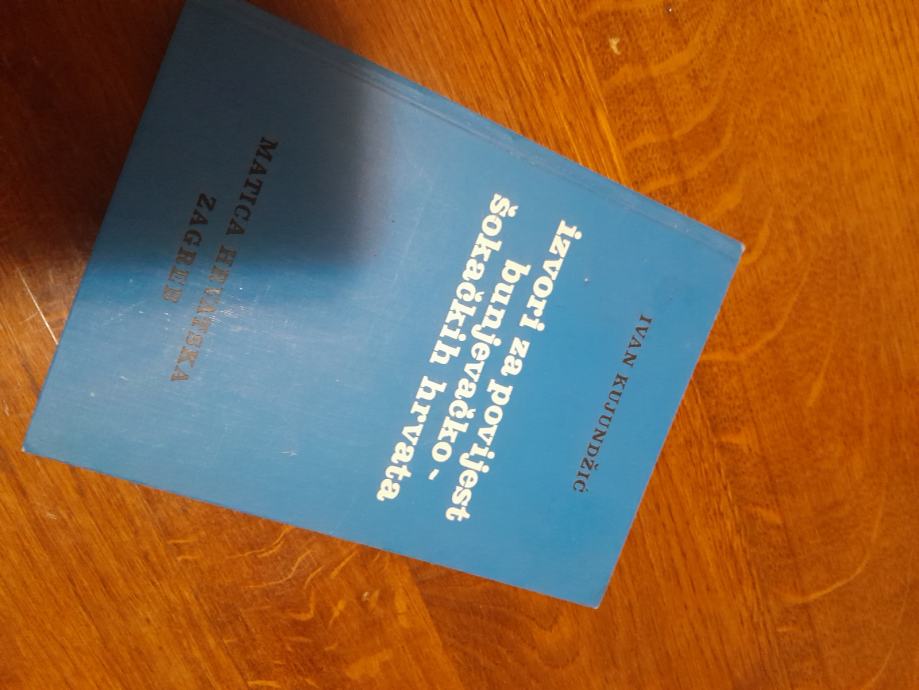 IVAN KUJUNDŽIĆ
izvori za povijest
bunjevačko-
šokačkih hrvata
MATICA HRVATSKA
ZAGREB